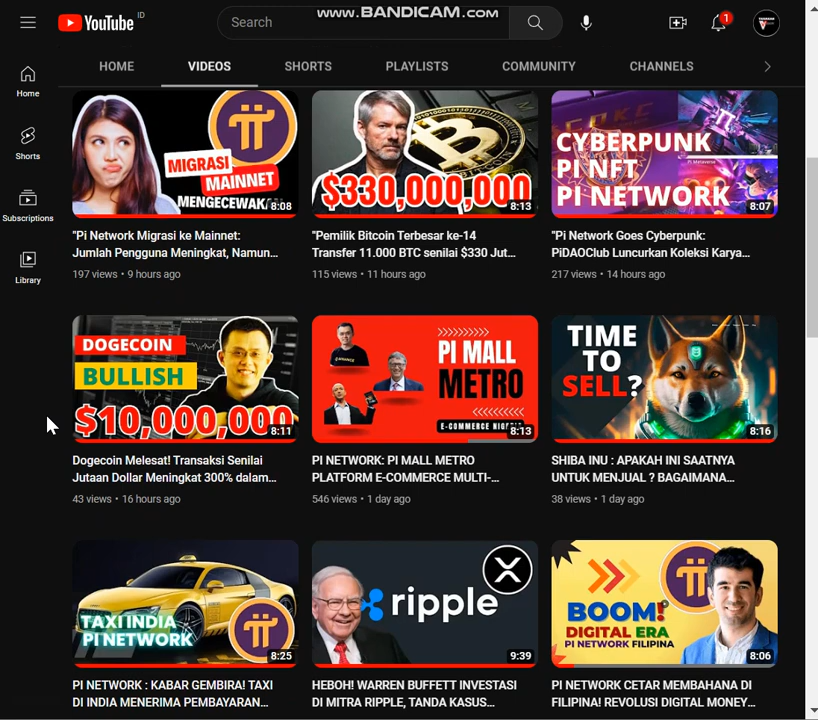 YouTube ID
Search
www.BANDICAM.com
1
HOME
VIDEOS
SHORTS
PLAYLISTS
COMMUNITY
CHANNELS
Home
Shorts
Subscriptions
Library
MIGRASI
MAINNET
MENGECEWAKA
8:08
"Pi Network Migrasi ke Mainnet:
Jumlah Pengguna Meningkat, Namun...
197 views • 9 hours ago
$330,000,000
8:13
"Pemilik Bitcoin Terbesar ke-14
Transfer 11.000 BTC senilai $330 Jut...
115 views • 11 hours ago
CYBERPUNK
PI NFT
PI NETWORK
8:07
"Pi Network Goes Cyberpunk:
PiDAOClub Luncurkan Koleksi Karya...
217 views • 14 hours ago
DOGECOIN
BULLISH
$10,000,000
8:11
Dogecoin Melesat! Transaksi Senilai
Jutaan Dollar Meningkat 300% dalam...
43 views • 16 hours ago
PI MALL
METRO
E-COMMERCE
8:13
PI NETWORK: PI MALL METRO
PLATFORM E-COMMERCE MULTI-...
546 views • 1 day ago
TIME
TO
SELL?
8:16
SHIBA INU : APAKAH INI SAATNYA
UNTUK MENJUAL ? BAGAIMANA...
38 views • 1 day ago
TAXI INDIA
PI NETWORK
8:25
PI NETWORK : KABAR GEMBIRA! TAXI
DI INDIA MENERIMA PEMBAYARAN...
ripple
9:39
HEBOH! WARREN BUFFETT INVESTASI
DI MITRA RIPPLE, TANDA KASUS...
BOOM!
DIGITAL ERA
PI NETWORK FILIPINA
8:06
PI NETWORK CETAR MEMBAHANA DI
FILIPINA! REVOLUSI DIGITAL MONEY...